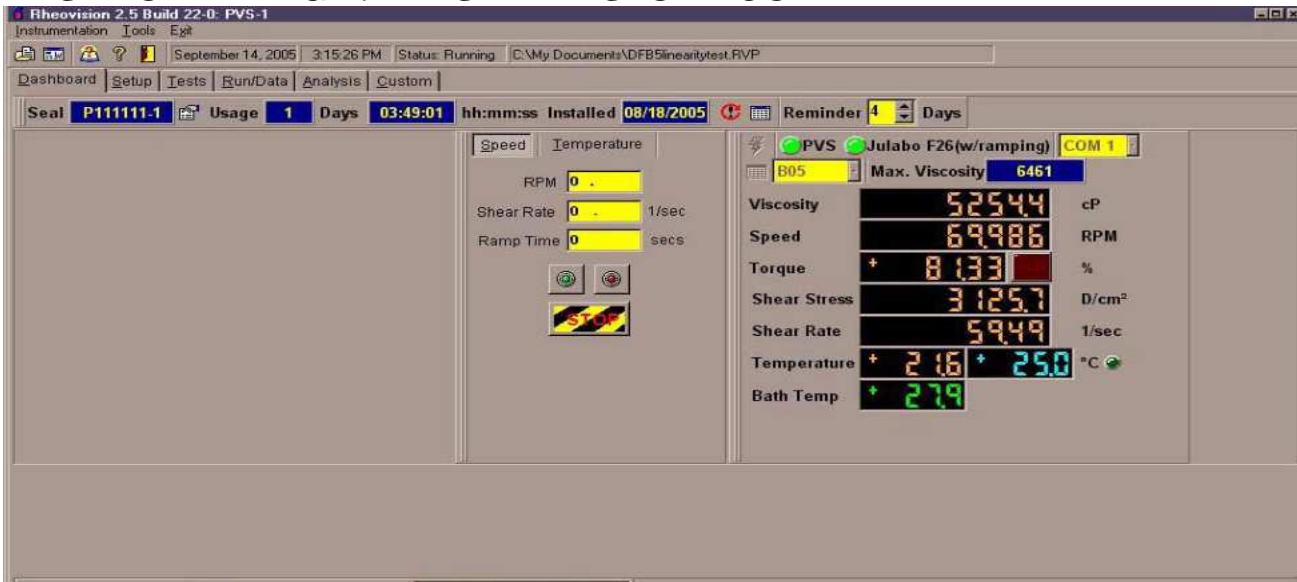 Rheovision 2.5 Build 22-0: PVS-1
Instrumentation Tools Exit
September 14, 2005 3:15:26 PM Status: Running C:\My Documents\DFB5linearitytest.RVP
Dashboard Setup Tests Run/Data Analysis Custom
Seal P111111-1 Usage 1 Days 03:49:01 hh:mm:ss Installed 08/18/2005 Reminder 4 Days
Speed Temperature
RPM 0 .
Shear Rate 0 . 1/sec
Ramp Time 0 secs
STOP
PVS Julabo F26(w/ramping) COM 1
B05 Max. Viscosity 6461
Viscosity 5254.4 cP
Speed 69.986 RPM
Torque + 81.33 %
Shear Stress 3125.7 D/cm²
Shear Rate 59.49 1/sec
Temperature + 21.6 + 25.0 °C
Bath Temp + 27.9